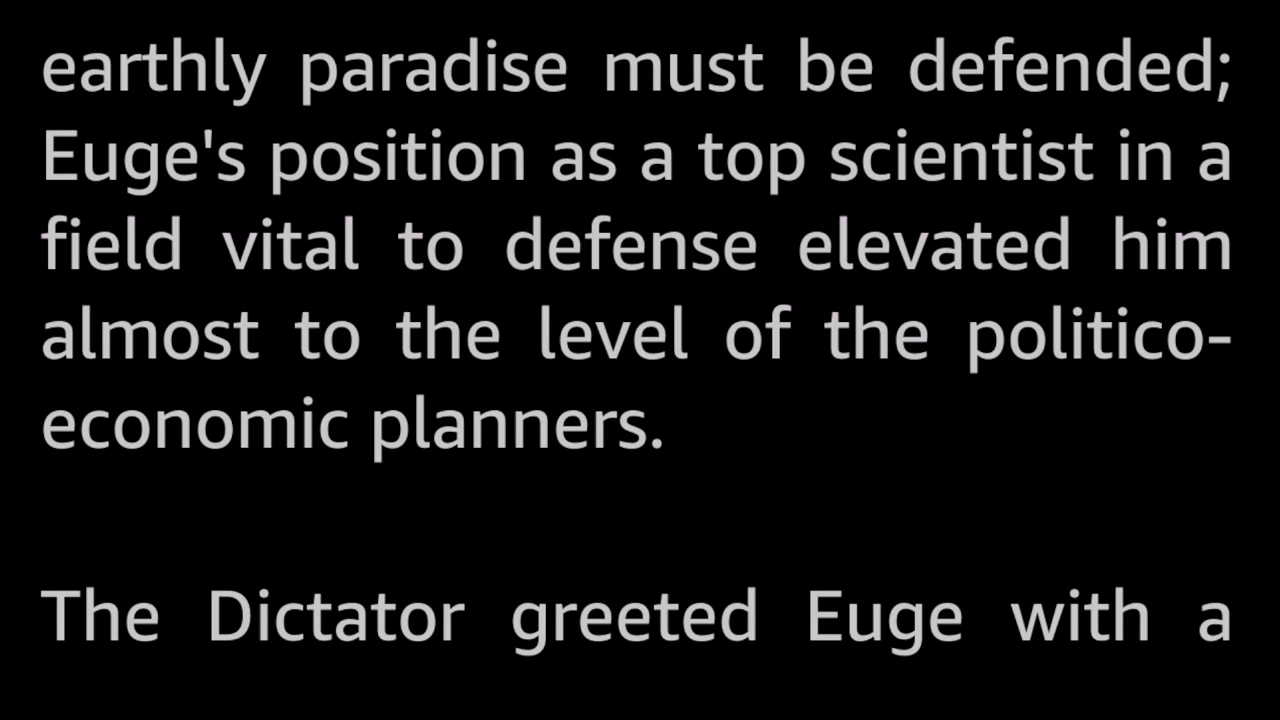 earthly paradise must be defended;
Euge's position as a top scientist in a
field vital to defense elevated him
almost to the level of the politico-
economic planners.
The Dictator greeted Euge with a